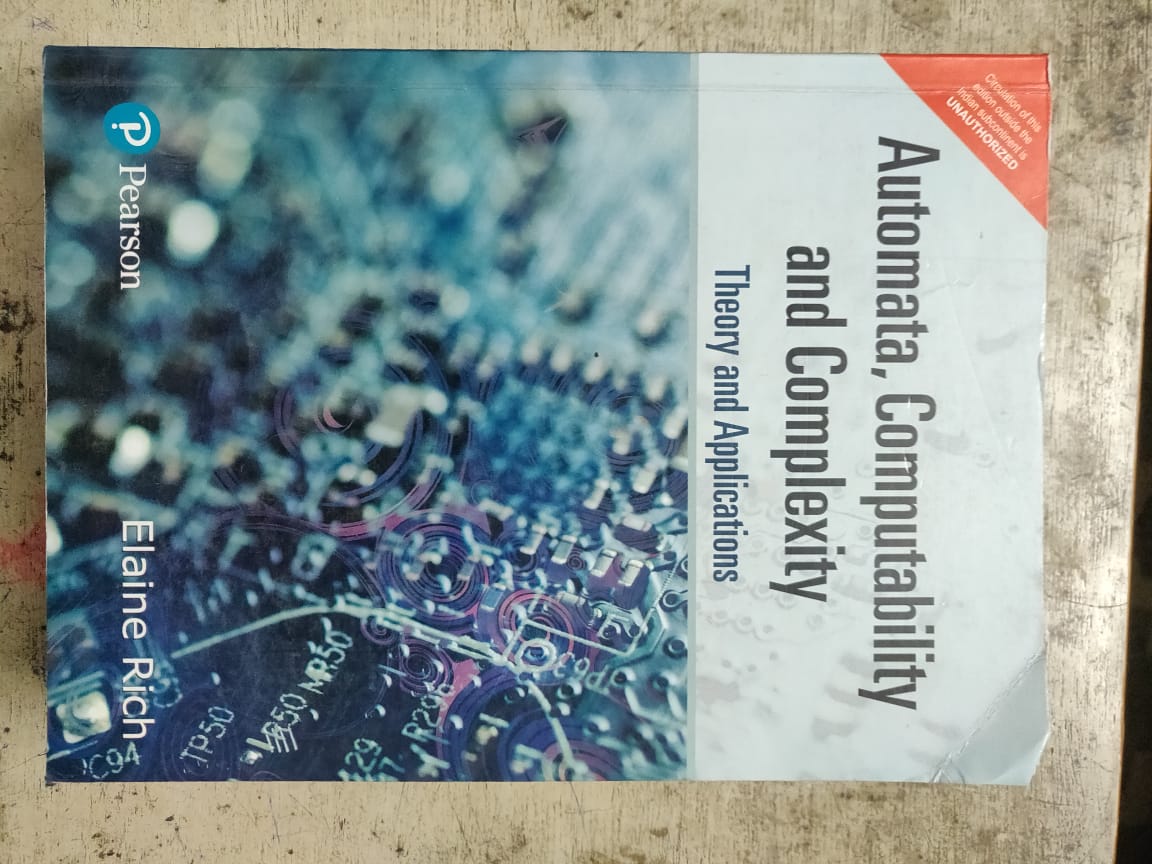 Circulation of this
edition outside the
Indian subcontinent is
UNAUTHORIZED
Automata, Computability
and Complexity
Theory and Applications
MR50
TP50
C94
Pearson
Elaine Rich